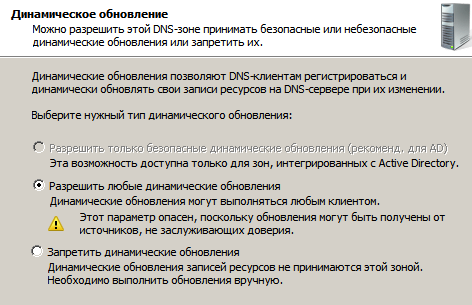 Динамическое обновление
Можно разрешить этой DNS-зоне принимать безопасные или небезопасные
динамические обновления или запретить их.
Динамические обновления позволяют DNS-клиентам регистрироваться и
динамически обновлять свои записи ресурсов на DNS-сервере при их изменении.
Выберите нужный тип динамического обновления:
Разрешить только безопасные динамические обновления (рекоменд. для AD)
Эта возможность доступна только для зон, интегрированных с Active Directory.
Разрешить любые динамические обновления
Динамические обновления могут выполняться любым клиентом.
Этот параметр опасен, поскольку обновления могут быть получены от
источников, не заслуживающих доверия.
Запретить динамические обновления
Динамические обновления записей ресурсов не принимаются этой зоной.
Необходимо выполнить обновления вручную.